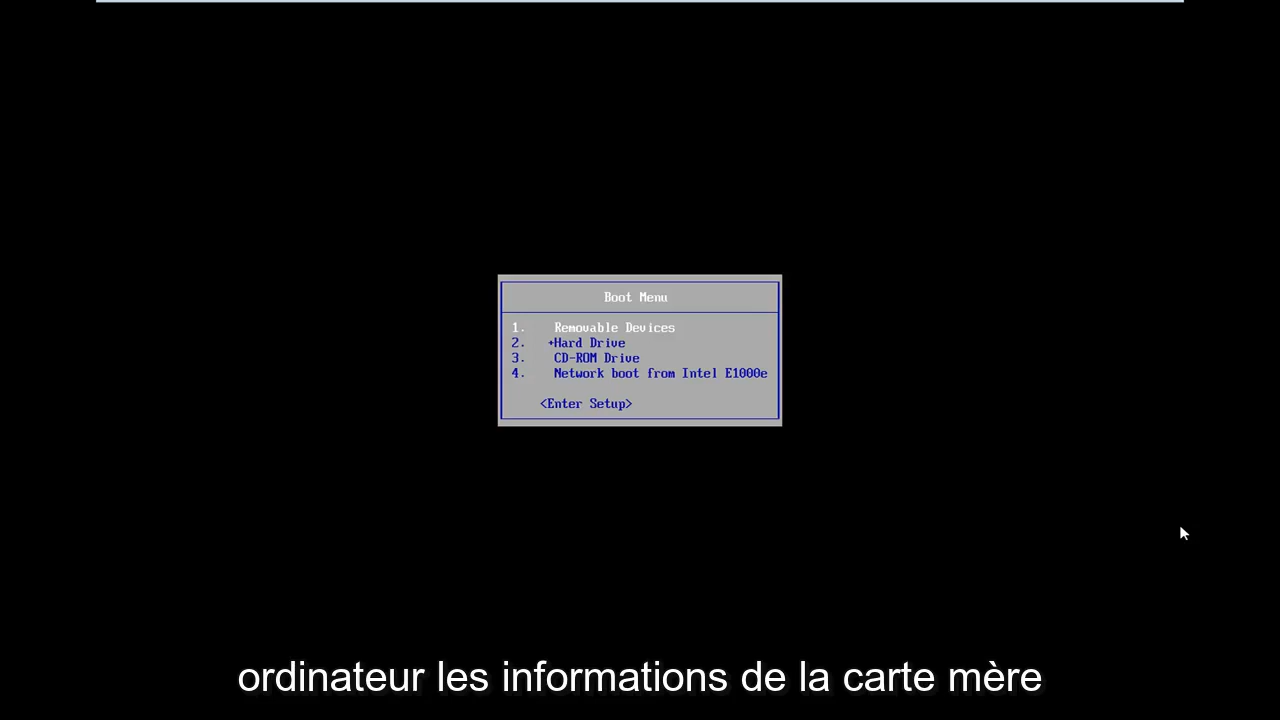 Boot Menu
1. Removable Devices
2. +Hard Drive
3. CD-ROM Drive
4. Network boot from Intel E1000e
<Enter Setup>
ordinateur les informations de la carte mère